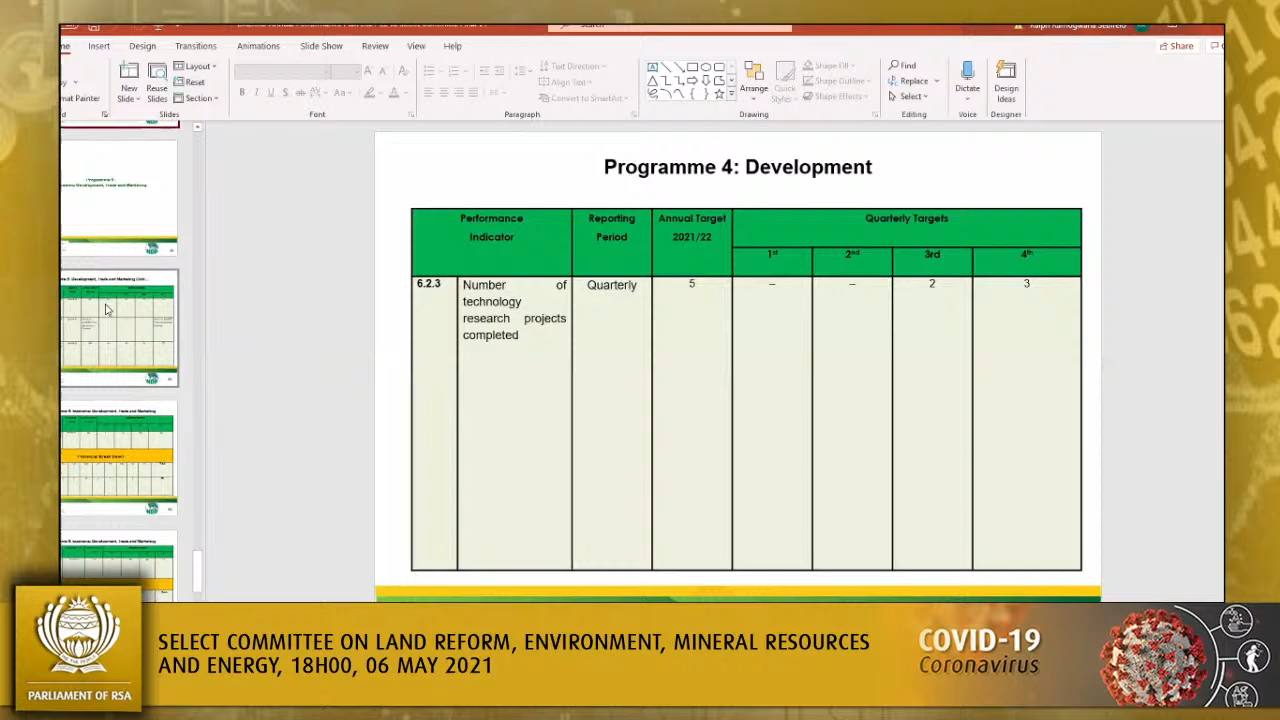 Insert Design Transitions Animations Slide Show Review View Help
Share
Layout
Reset
Section
New
Slide
Reuse
Slides
mat Painter
Slides
Aa
Font
Text Direction
Align Text
Convert to SmartArt
Paragraph
Arrange
Quick
Styles
Shape Fill
Shape Outline
Shape Effects
Drawing
Find
Replace
Select
Editing
Dictate
Voice
Design
Ideas
Designer
Programme 4: Development
Performance
Indicator
Reporting
Period
Annual Target
2021/22
Quarterly Targets
1st 2nd 3rd 4th
6.2.3 Number of Quarterly 5 – – 2 3
technology
research projects
completed
SELECT COMMITTEE ON LAND REFORM, ENVIRONMENT, MINERAL RESOURCES
AND ENERGY, 18H00, 06 MAY 2021
PARLIAMENT OF RSA
COVID-19
Coronavirus